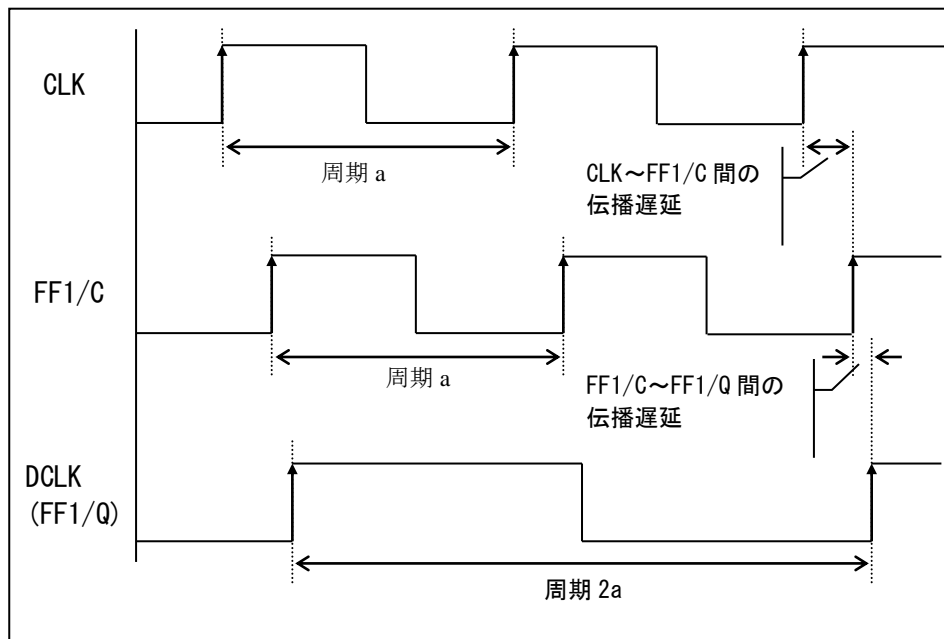 CLK
周期 a
CLK～FF1/C 間の
伝播遅延
FF1/C
周期 a
FF1/C～FF1/Q 間の
伝播遅延
DCLK
(FF1/Q)
周期 2a